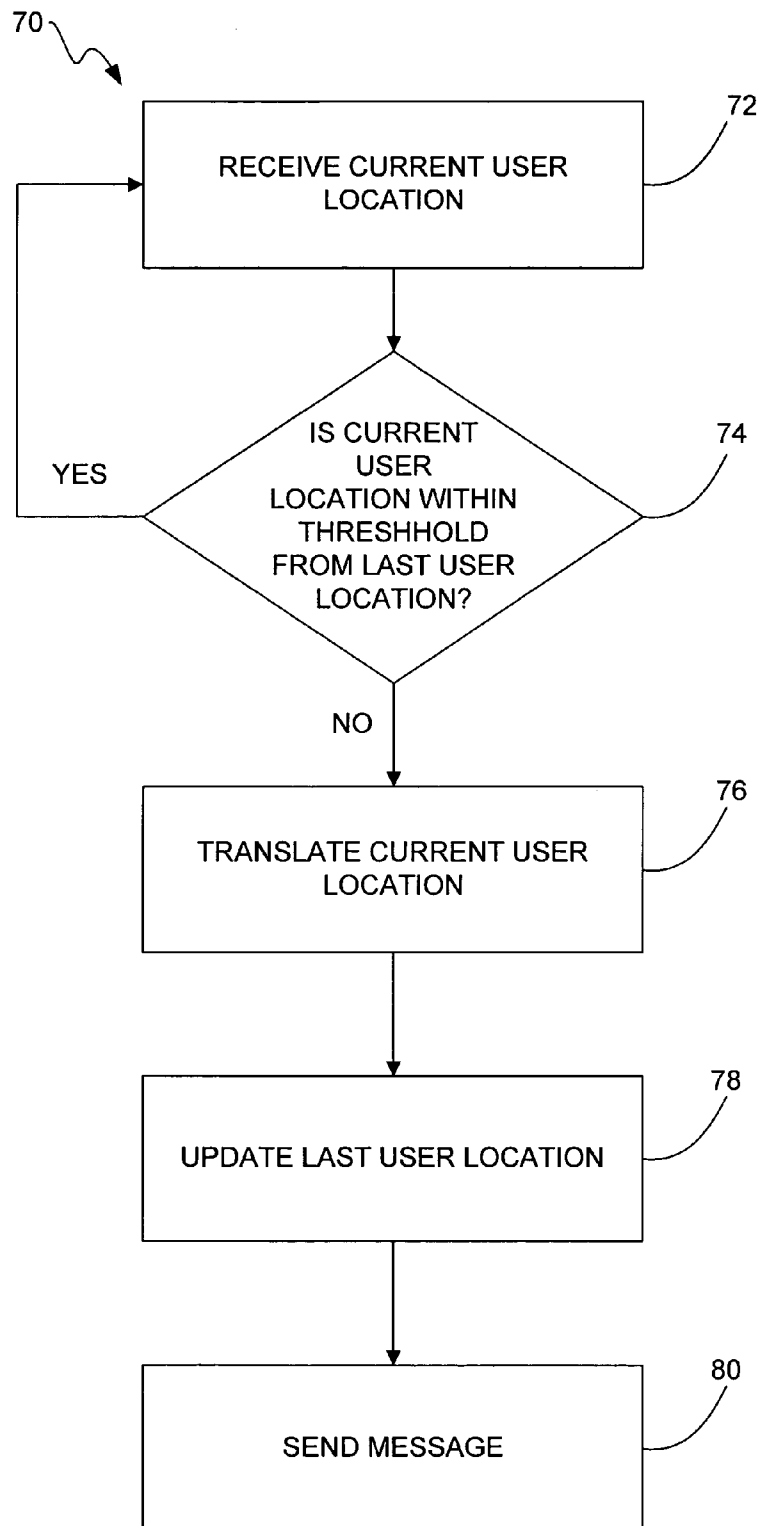 70
72
RECEIVE CURRENT USER
LOCATION
74
IS CURRENT
USER
LOCATION WITHIN
THRESHHOLD
FROM LAST USER
LOCATION?
YES
NO
76
TRANSLATE CURRENT USER
LOCATION
78
UPDATE LAST USER LOCATION
80
SEND MESSAGE